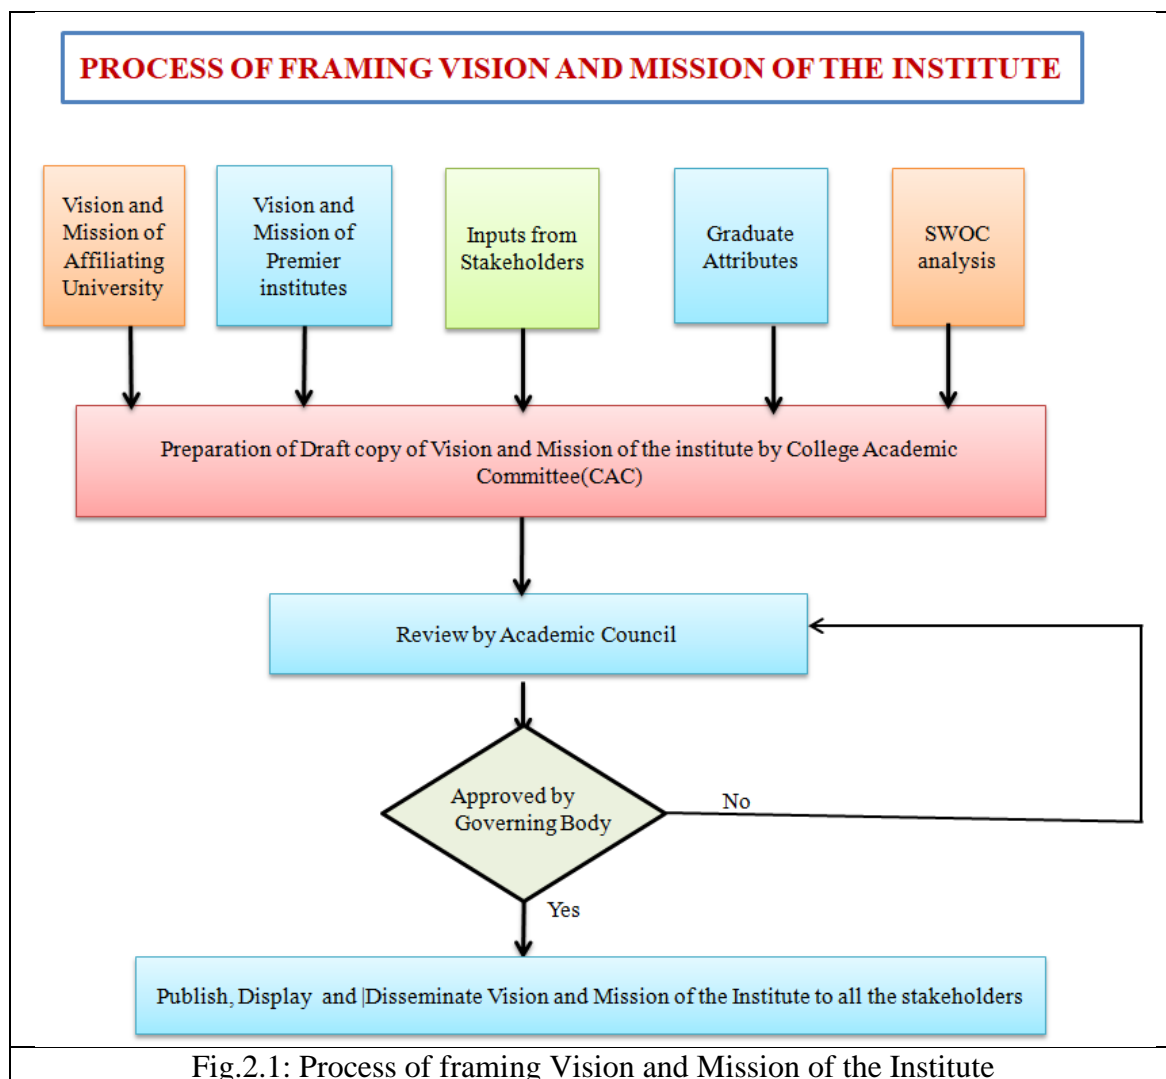 PROCESS OF FRAMING VISION AND MISSION OF THE INSTITUTE
Vision and
Mission of
Affiliating
University
Vision and
Mission of
Premier
institutes
Inputs from
Stakeholders
Graduate
Attributes
SWOC
analysis
Preparation of Draft copy of Vision and Mission of the institute by College Academic
Committee(CAC)
Review by Academic Council
Approved by
Governing Body
No
Yes
Publish, Display and |Disseminate Vision and Mission of the Institute to all the stakeholders
Fig.2.1: Process of framing Vision and Mission of the Institute